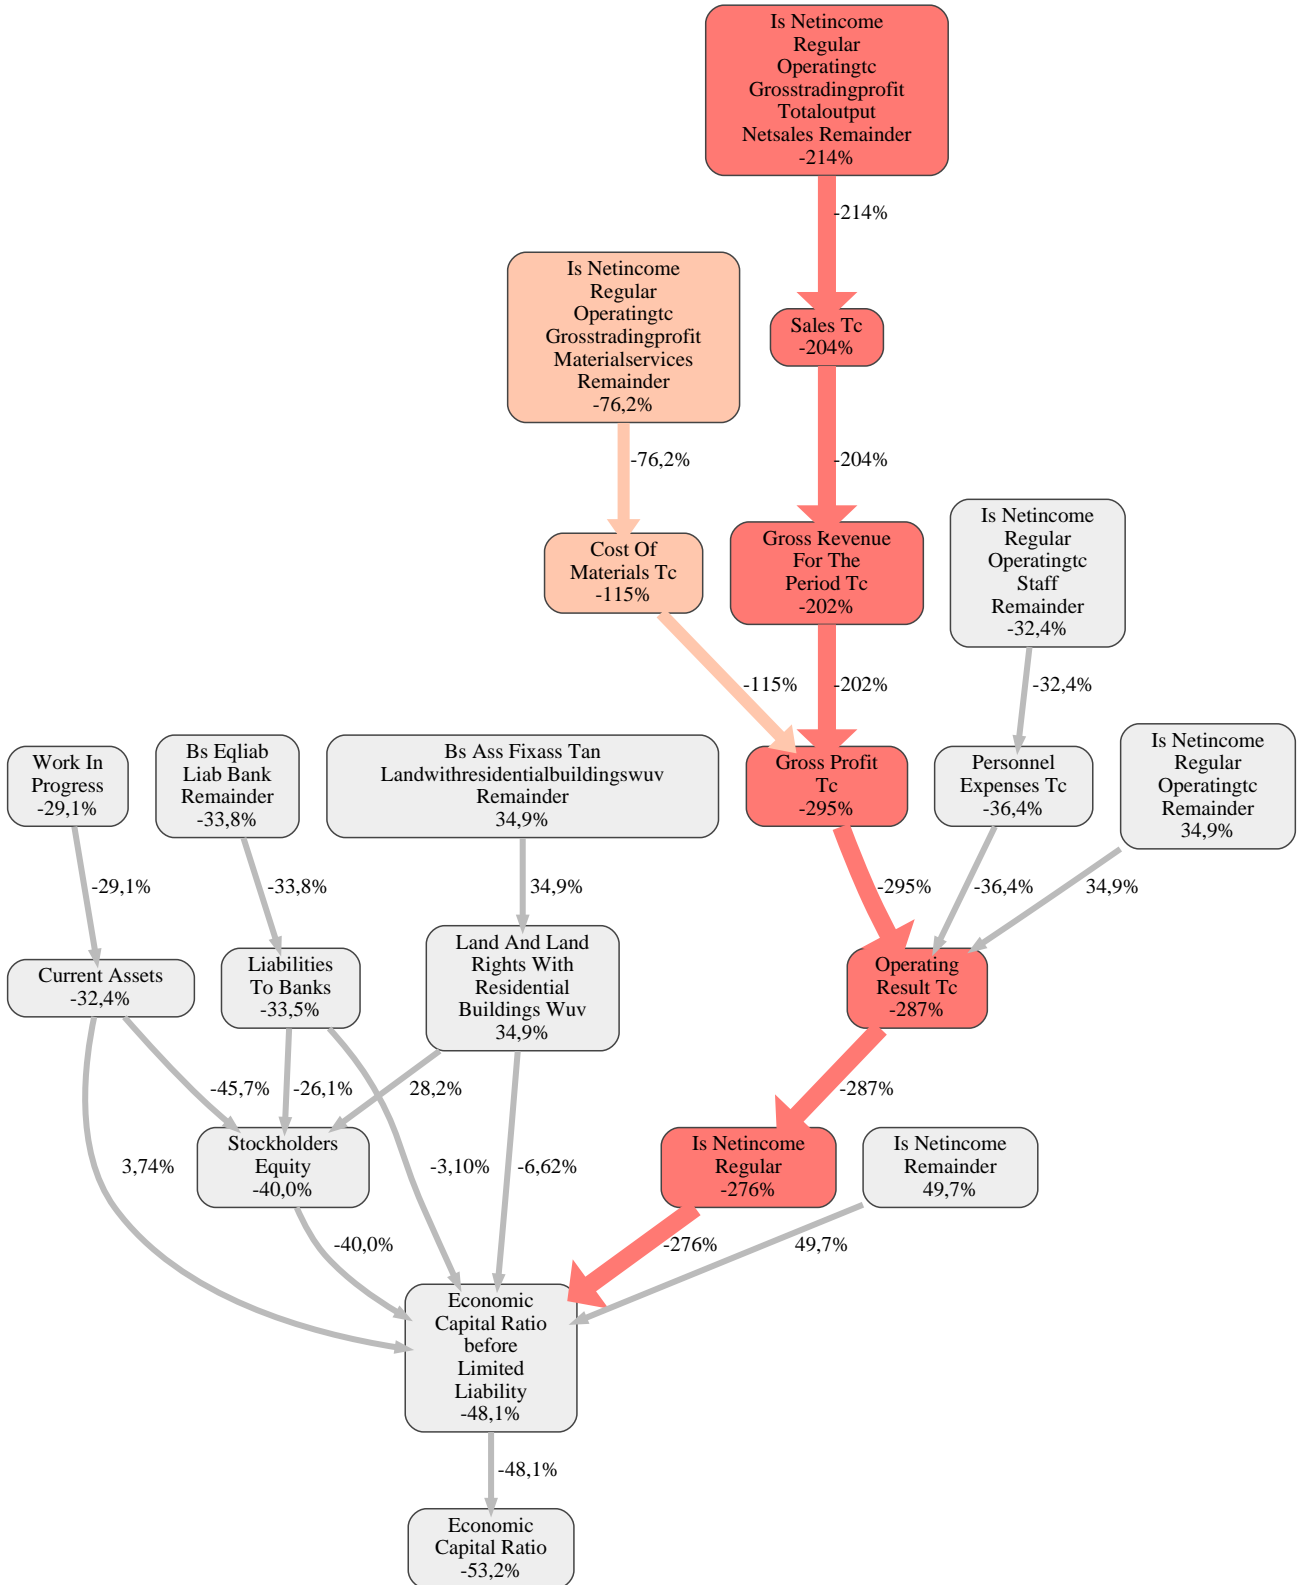 Is Netincome
Regular
Operatingtc
Grosstradingprofit
Totaloutput
Netsales Remainder
-214%
-214%
Is Netincome
Regular
Operatingtc
Grosstradingprofit
Materialservices
Remainder
-76,2%
Sales Tc
-204%
-76,2%
-204%
Is Netincome
Regular
Operatingtc
Staff
Remainder
-32,4%
Cost Of
Materials Tc
-115%
Gross Revenue
For The
Period Tc
-202%
-115%
-202%
-32,4%
Work In
Progress
-29,1%
Bs Eqliab
Liab Bank
Remainder
-33,8%
Bs Ass Fixass Tan
Landwithresidentialbuildingswuv
Remainder
34,9%
Gross Profit
Tc
-295%
Personnel
Expenses Tc
-36,4%
Is Netincome
Regular
Operatingtc
Remainder
34,9%
-29,1%
-33,8%
34,9%
-295%
-36,4%
34,9%
Current Assets
-32,4%
Liabilities
To Banks
-33,5%
Land And Land
Rights With
Residential
Buildings Wuv
34,9%
Operating
Result Tc
-287%
-45,7%
-26,1%
28,2%
-287%
Stockholders
Equity
-40,0%
Is Netincome
Regular
-276%
Is Netincome
Remainder
49,7%
3,74%
-3,10%
-6,62%
-40,0%
-276%
49,7%
Economic
Capital Ratio
before
Limited
Liability
-48,1%
-48,1%
Economic
Capital Ratio
-53,2%